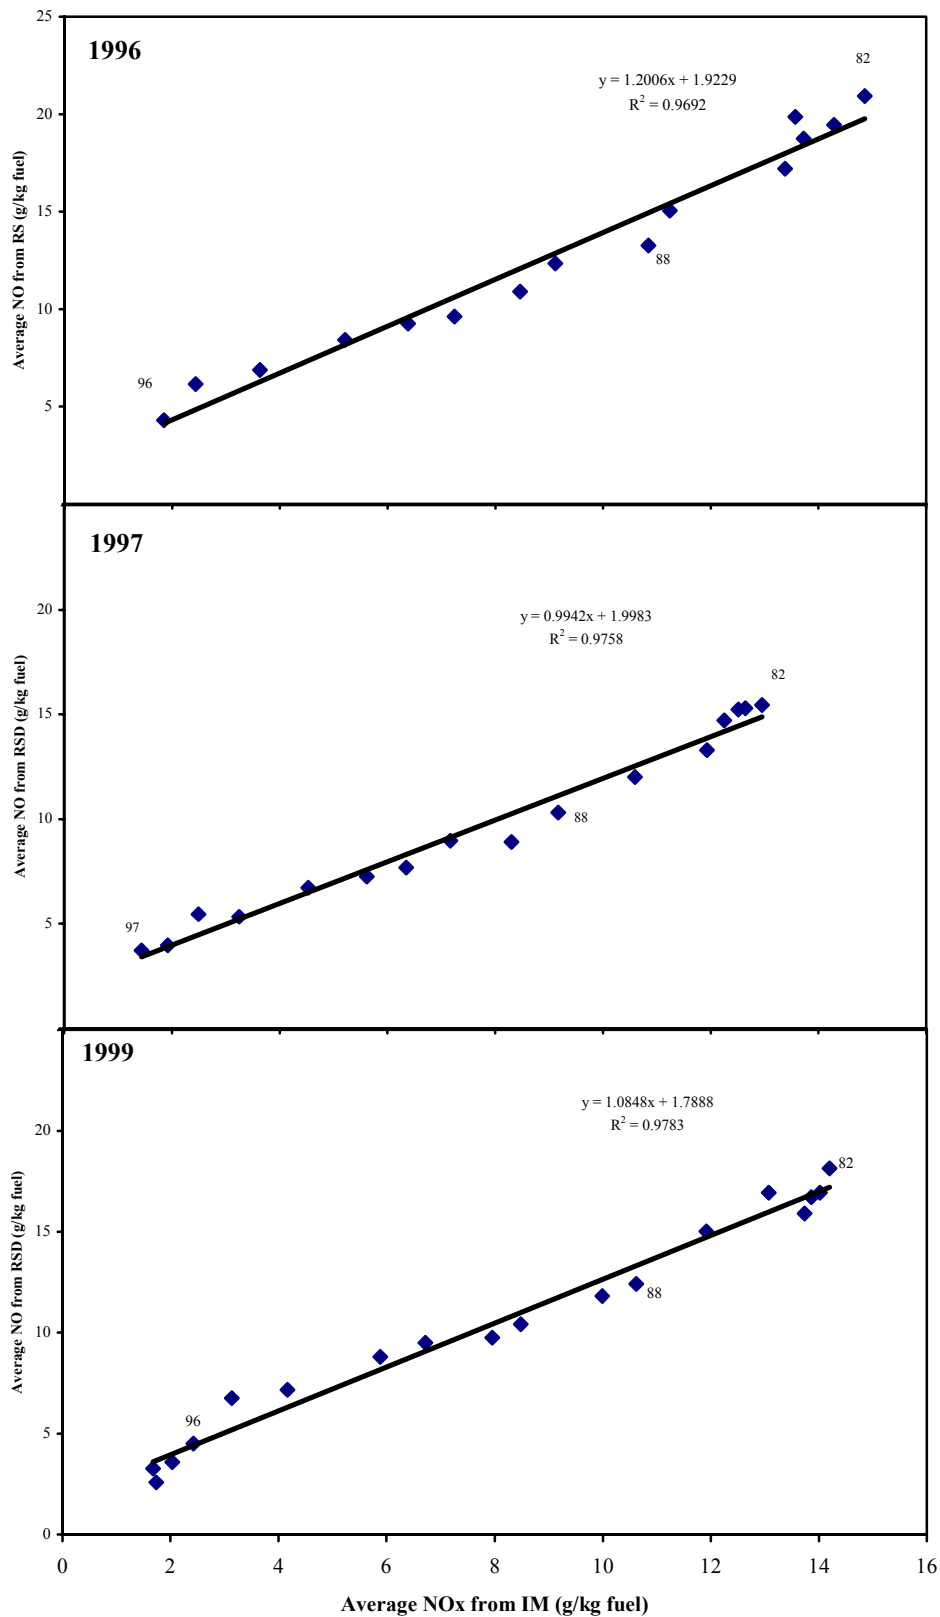 25
1996
82
y = 1.2006x + 1.9229
R² = 0.9692
20
15
88
10
96
5
Average NO from RS (g/kg fuel)
1997
20
y = 0.9942x + 1.9983
R² = 0.9758
82
15
10
88
97
5
Average NO from RSD (g/kg fuel)
1999
y = 1.0848x + 1.7888
R² = 0.9783
20
82
15
88
10
96
5
0
Average NO from RSD (g/kg fuel)
0 2 4 6 8 10 12 14 16
Average NOx from IM (g/kg fuel)